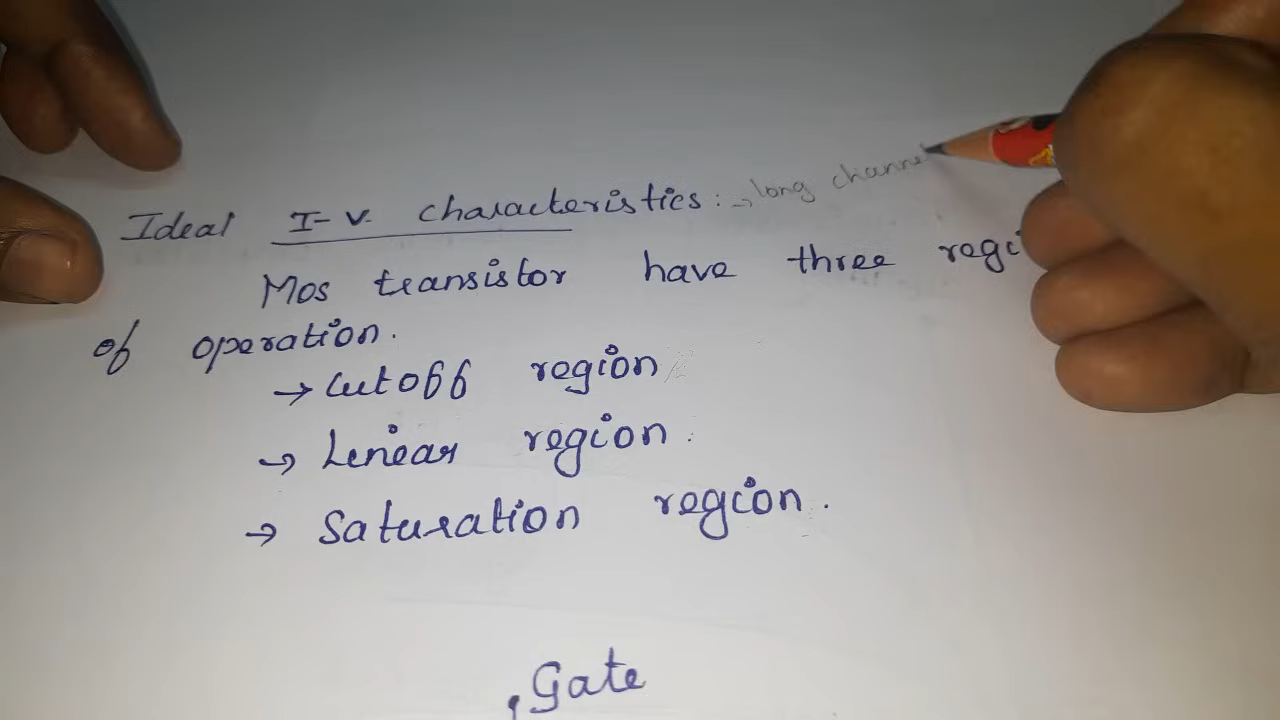 Ideal I-V. characteristics: → long channel
Mos transistor have three regi
of operation.
→ cutoff region
→ Linear region.
→ Saturation region.
Gate